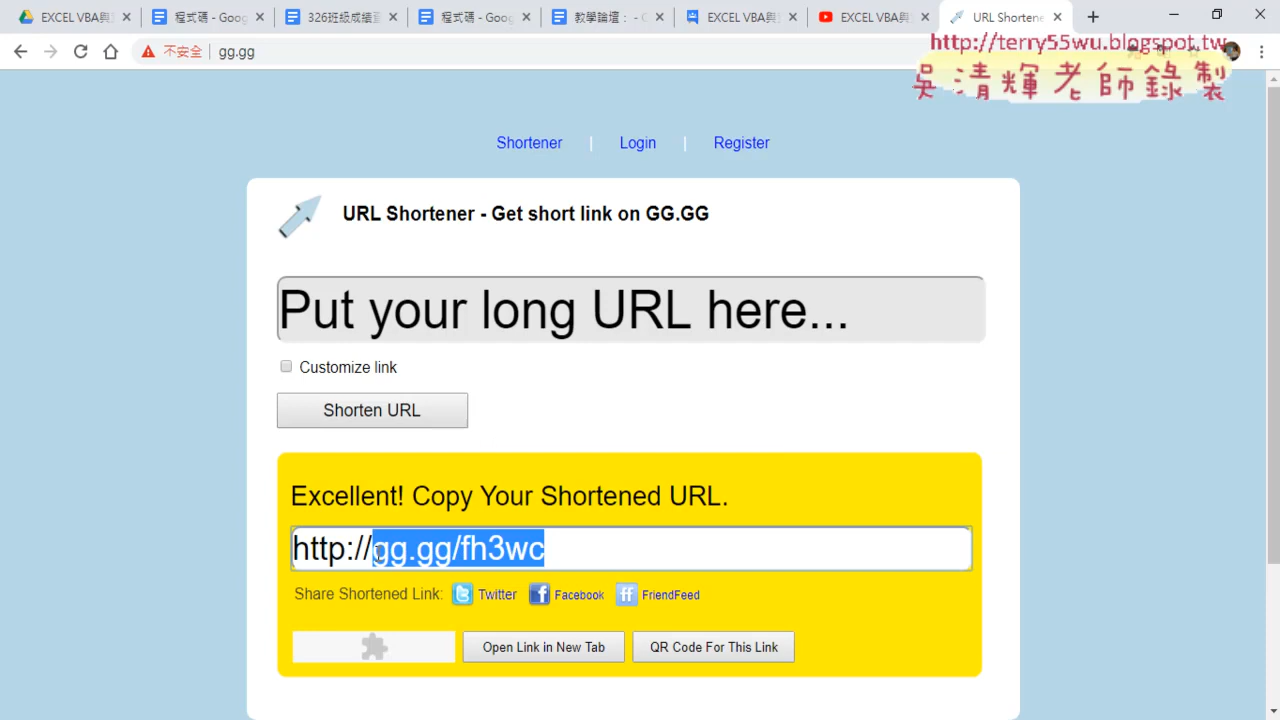 EXCEL VBA與
程式碼 - Goog
326班級成績
程式碼 - Goog
教學論壇： - G
EXCEL VBA與
EXCEL VBA與
URL Shortene
不安全 gg.gg
http://terry55wu.blogspot.tw
吳清輝老師錄製
Shortener | Login | Register
URL Shortener - Get short link on GG.GG
Put your long URL here...
Customize link
Shorten URL
Excellent! Copy Your Shortened URL.
http://gg.gg/fh3wc
Share Shortened Link: Twitter Facebook FriendFeed
Open Link in New Tab QR Code For This Link